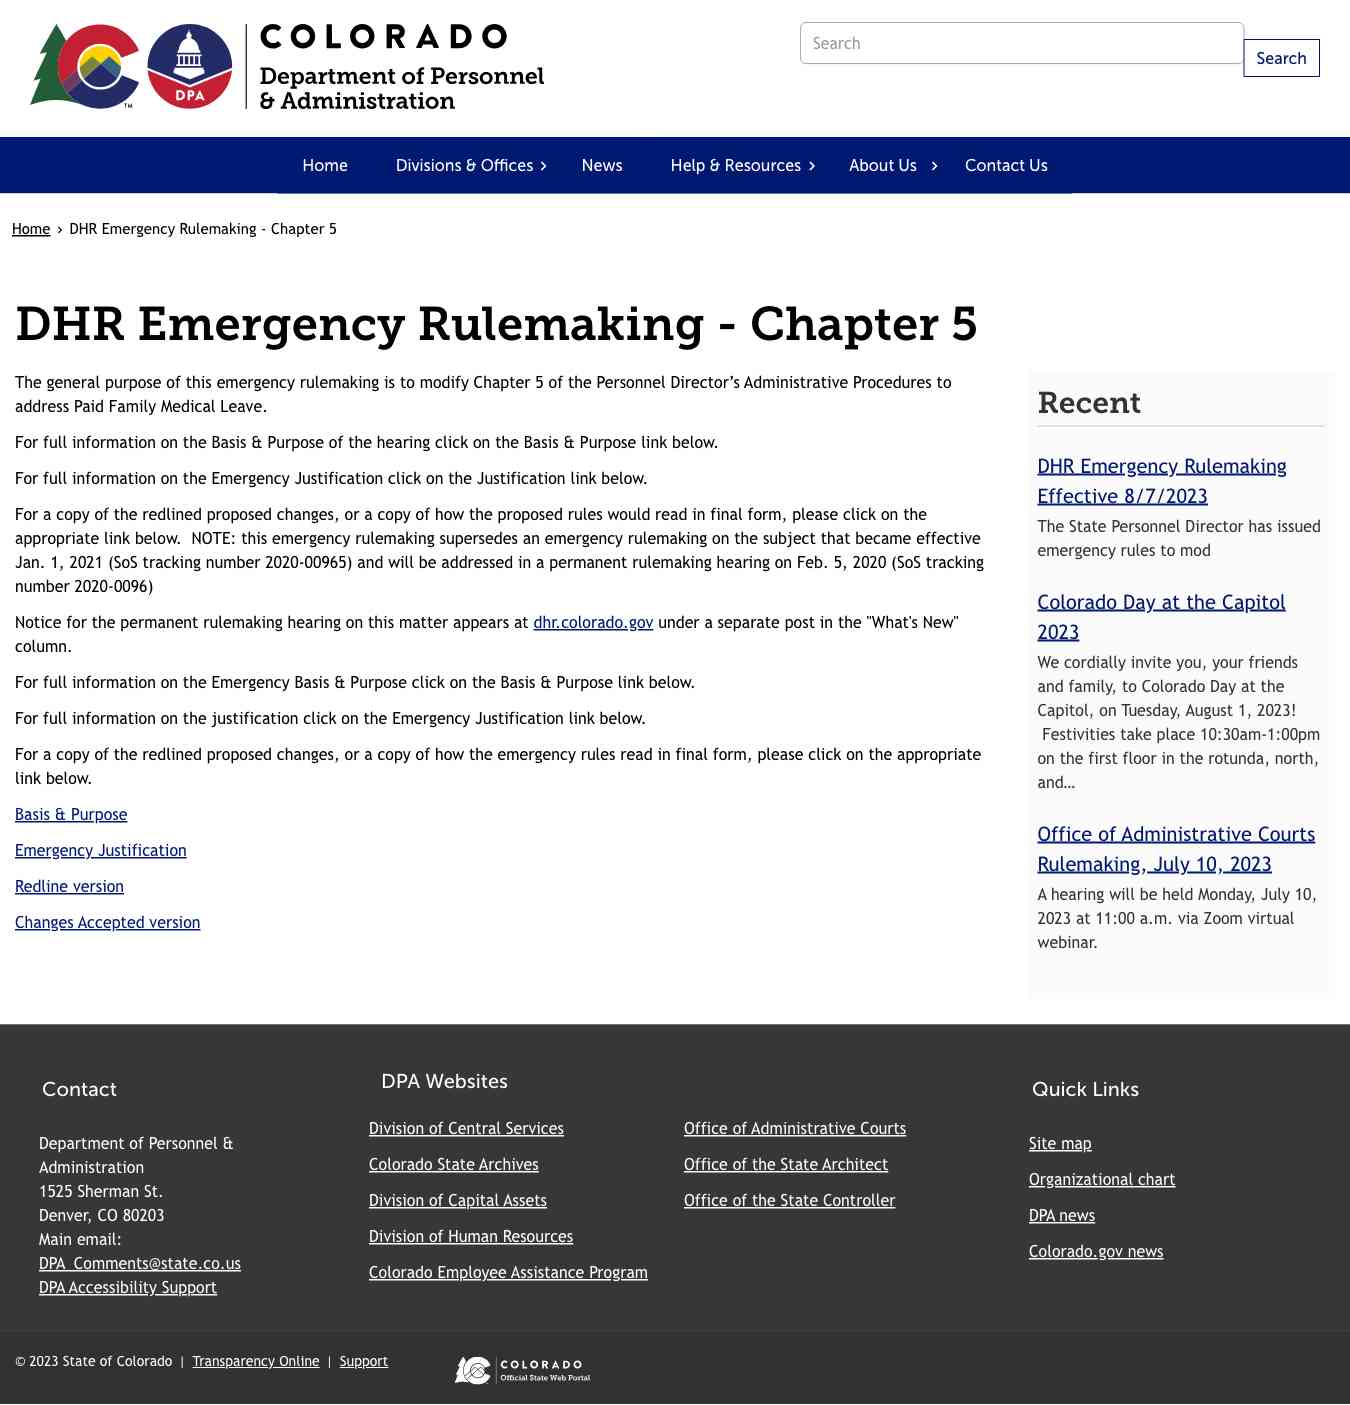 COLORADO
Department of Personnel
& Administration
DPA
TM
Search
Search
Home
Divisions & Offices
News
Help & Resources
About Us
Contact Us
Home › DHR Emergency Rulemaking - Chapter 5
DHR Emergency Rulemaking - Chapter 5
The general purpose of this emergency rulemaking is to modify Chapter 5 of the Personnel Director’s Administrative Procedures to
address Paid Family Medical Leave.
For full information on the Basis & Purpose of the hearing click on the Basis & Purpose link below.
For full information on the Emergency Justification click on the Justification link below.
For a copy of the redlined proposed changes, or a copy of how the proposed rules would read in final form, please click on the
appropriate link below.  NOTE: this emergency rulemaking supersedes an emergency rulemaking on the subject that became effective
Jan. 1, 2021 (SoS tracking number 2020-00965) and will be addressed in a permanent rulemaking hearing on Feb. 5, 2020 (SoS tracking
number 2020-0096)
Notice for the permanent rulemaking hearing on this matter appears at dhr.colorado.gov under a separate post in the "What's New"
column.
For full information on the Emergency Basis & Purpose click on the Basis & Purpose link below.
For full information on the justification click on the Emergency Justification link below.
For a copy of the redlined proposed changes, or a copy of how the emergency rules read in final form, please click on the appropriate
link below.
Basis & Purpose
Emergency Justification
Redline version
Changes Accepted version
Recent
DHR Emergency Rulemaking
Effective 8/7/2023
The State Personnel Director has issued
emergency rules to mod
Colorado Day at the Capitol
2023
We cordially invite you, your friends
and family, to Colorado Day at the
Capitol, on Tuesday, August 1, 2023!
Festivities take place 10:30am-1:00pm
on the first floor in the rotunda, north,
and…
Office of Administrative Courts
Rulemaking, July 10, 2023
A hearing will be held Monday, July 10,
2023 at 11:00 a.m. via Zoom virtual
webinar.
Contact
Department of Personnel &
Administration
1525 Sherman St.
Denver, CO 80203
Main email:
DPA_Comments@state.co.us
DPA Accessibility Support
DPA Websites
Division of Central Services
Colorado State Archives
Division of Capital Assets
Division of Human Resources
Colorado Employee Assistance Program
Office of Administrative Courts
Office of the State Architect
Office of the State Controller
Quick Links
Site map
Organizational chart
DPA news
Colorado.gov news
© 2023 State of Colorado | Transparency Online | Support
COLORADO
Official State Web Portal